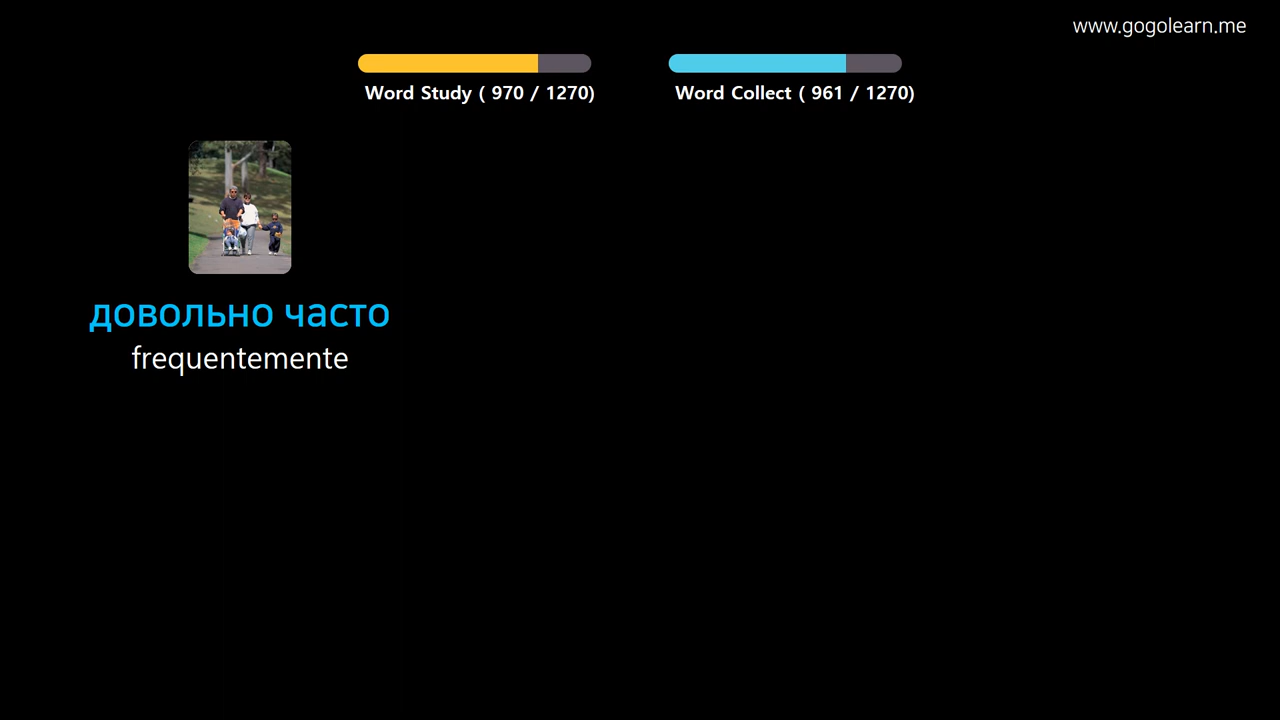 www.gogolearn.me
Word Study ( 970 / 1270)
Word Collect ( 961 / 1270)
довольно часто
frequentemente